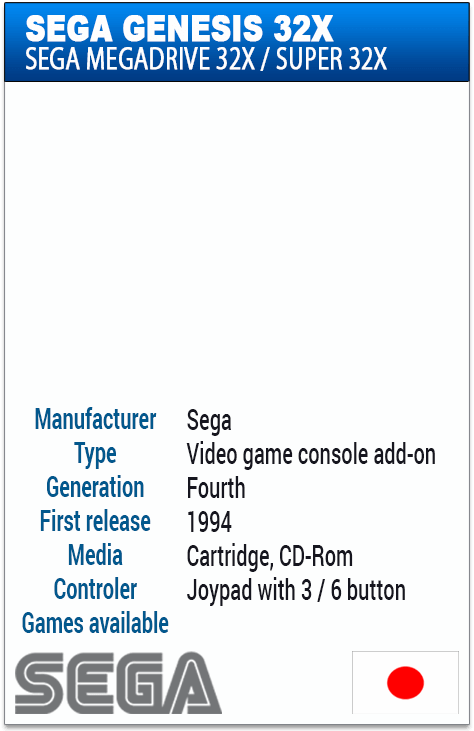 SEGA GENESIS 32X
SEGA MEGADRIVE 32X / SUPER 32X
Manufacturer Sega
Type Video game console add-on
Generation Fourth
First release 1994
Media Cartridge, CD-Rom
Controler Joypad with 3 / 6 button
Games available
SEGA